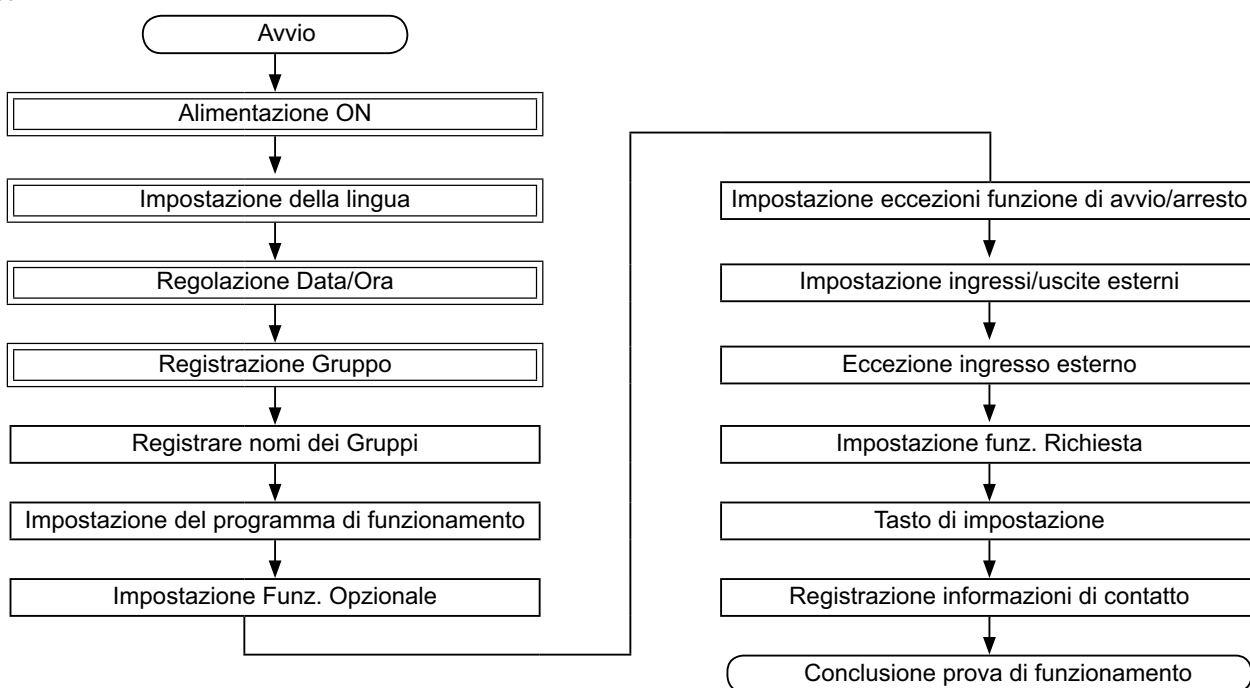 Avvio
Alimentazione ON
Impostazione della lingua
Regolazione Data/Ora
Registrazione Gruppo
Registrare nomi dei Gruppi
Impostazione del programma di funzionamento
Impostazione Funz. Opzionale
Impostazione eccezioni funzione di avvio/arresto
Impostazione ingressi/uscite esterni
Eccezione ingresso esterno
Impostazione funz. Richiesta
Tasto di impostazione
Registrazione informazioni di contatto
Conclusione prova di funzionamento